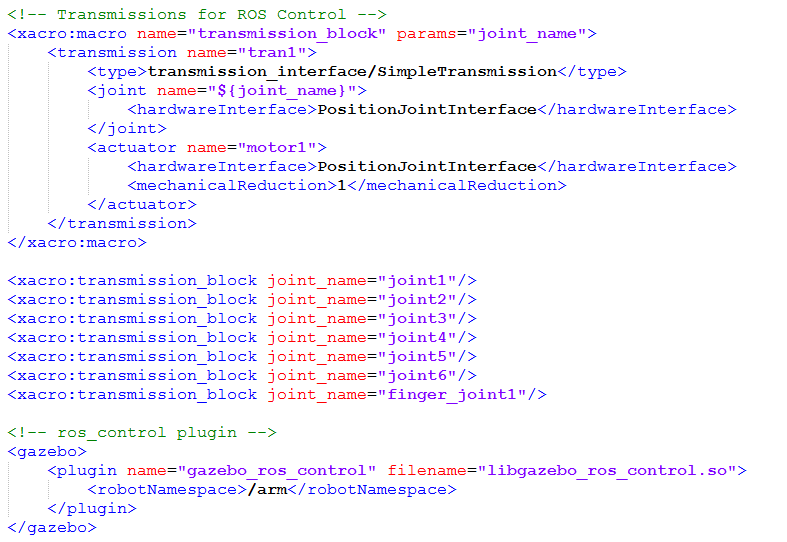 <!-- Transmissions for ROS Control -->
<xacro:macro name="transmission_block" params="joint_name">
    <transmission name="tran1">
        <type>transmission_interface/SimpleTransmission</type>
        <joint name="${joint_name}">
            <hardwareInterface>PositionJointInterface</hardwareInterface>
        </joint>
        <actuator name="motor1">
            <hardwareInterface>PositionJointInterface</hardwareInterface>
            <mechanicalReduction>1</mechanicalReduction>
        </actuator>
    </transmission>
</xacro:macro>

<xacro:transmission_block joint_name="joint1"/>
<xacro:transmission_block joint_name="joint2"/>
<xacro:transmission_block joint_name="joint3"/>
<xacro:transmission_block joint_name="joint4"/>
<xacro:transmission_block joint_name="joint5"/>
<xacro:transmission_block joint_name="joint6"/>
<xacro:transmission_block joint_name="finger_joint1"/>

<!-- ros_control plugin -->
<gazebo>
    <plugin name="gazebo_ros_control" filename="libgazebo_ros_control.so">
        <robotNamespace>/arm</robotNamespace>
    </plugin>
</gazebo>